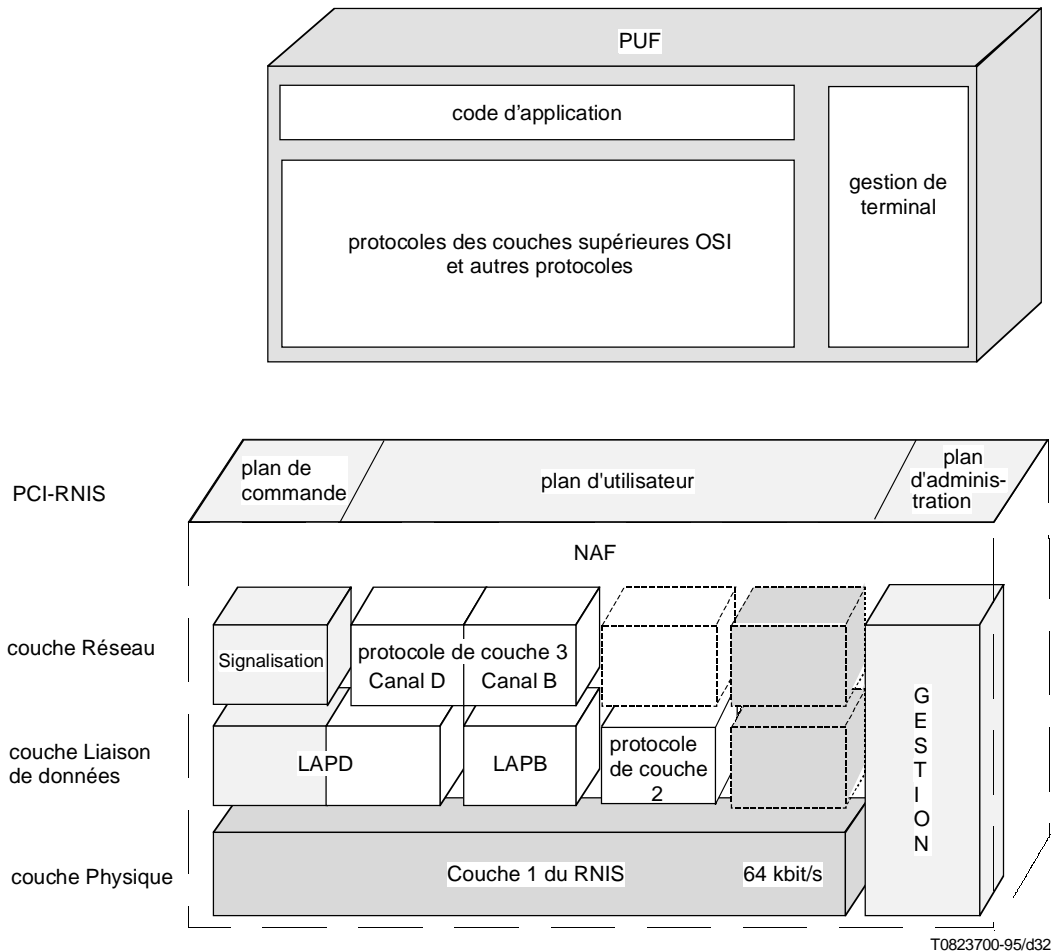 PUF
code d'application
gestion de
terminal
protocoles des couches supérieures OSI
et autres protocoles
PCI-RNIS
plan de
commande
plan d'utilisateur
plan
d'adminis-
tration
NAF
couche Réseau
Signalisation
protocole de couche 3
Canal D
Canal B
couche Liaison
de données
LAPD
LAPB
protocole
de couche
2
GESTION
couche Physique
Couche 1 du RNIS
64 kbit/s
T0823700-95/d32